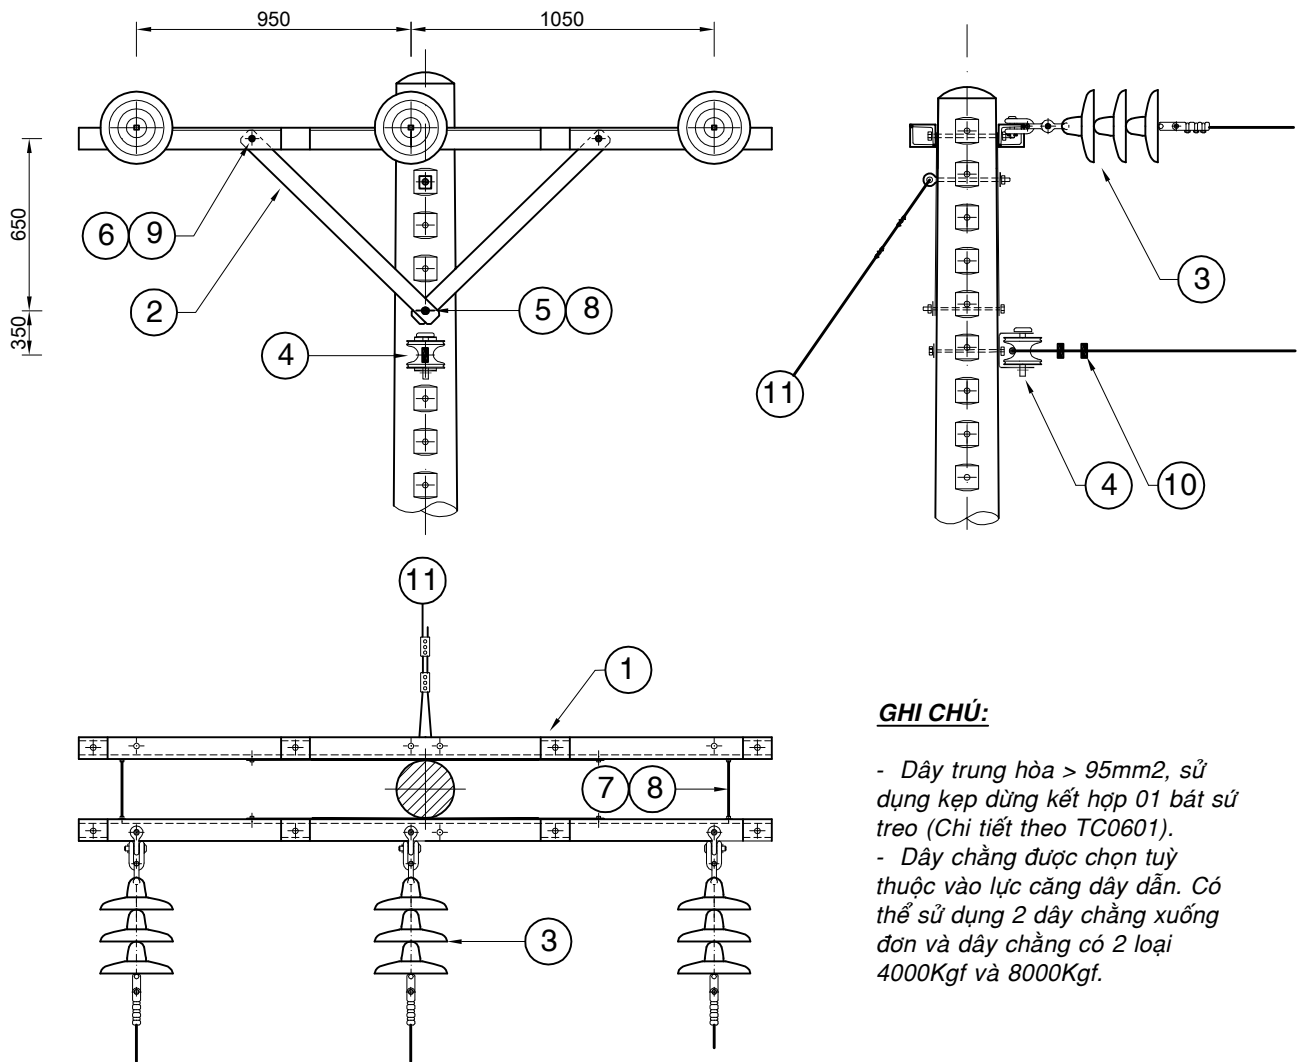 950
1050
650
350
6
9
2
4
5
8
3
11
4
10
11
1
7
8
3
GHI CHÚ:
- Dây trung hòa > 95mm2, sử
dụng kẹp dừng kết hợp 01 bát sứ
treo (Chi tiết theo TC0601).
- Dây chằng được chọn tuỳ
thuộc vào lực căng dây dẫn. Có
thể sử dụng 2 dây chằng xuống
đơn và dây chằng có 2 loại
4000Kgf và 8000Kgf.